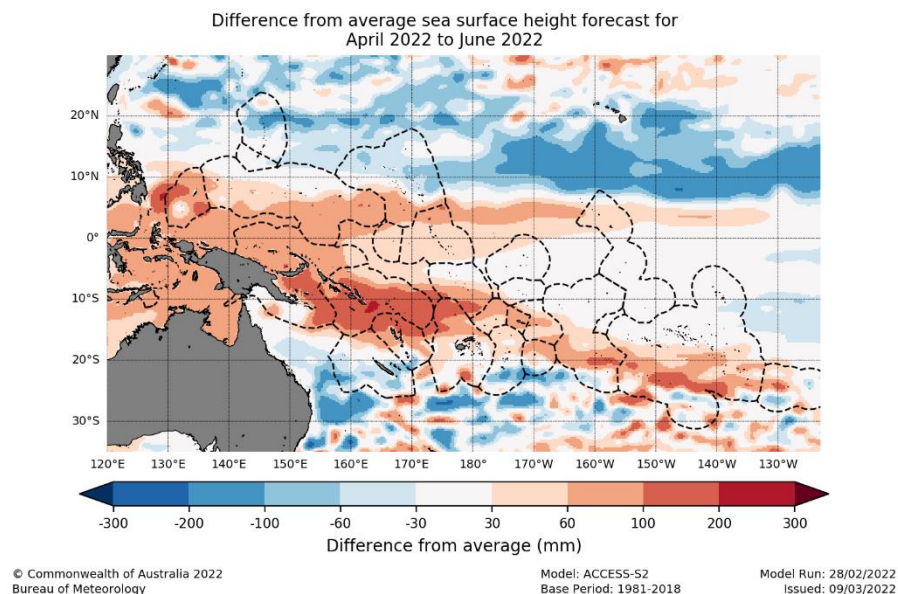 Difference from average sea surface height forecast for
April 2022 to June 2022
20°N
10°N
0°
10°S
20°S
30°S
120°E 130°E 140°E 150°E 160°E 170°E 180° 170°W 160°W 150°W 140°W 130°W
-300 -200 -100 -60 -30 30 60 100 200 300
Difference from average (mm)
© Commonwealth of Australia 2022 Model: ACCESS-S2 Model Run: 28/02/2022
Bureau of Meteorology Base Period: 1981-2018 Issued: 09/03/2022